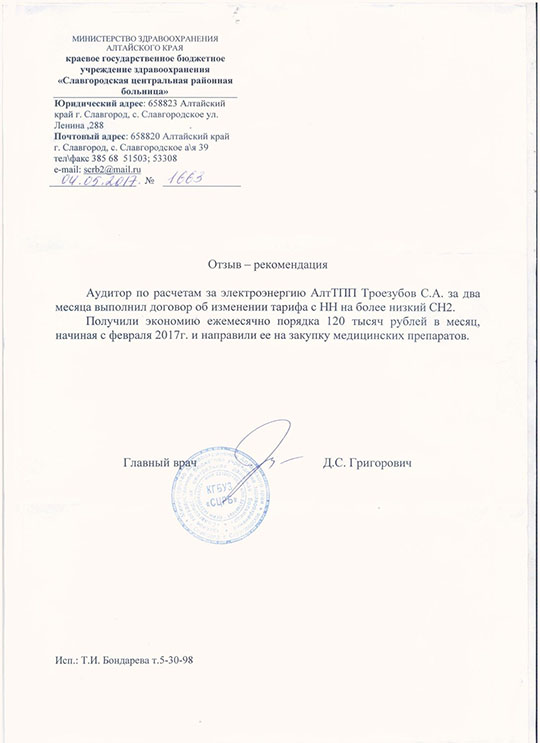 МИНИСТЕРСТВО ЗДРАВООХРАНЕНИЯ
АЛТАЙСКОГО КРАЯ
краевое государственное бюджетное
учреждение здравоохранения
«Славгородская центральная районная
больница»
Юридический адрес: 658823 Алтайский
край г. Славгород, с. Славгородское ул.
Ленина ,288
Почтовый адрес: 658820 Алтайский край
г. Славгород, с. Славгородское а\я 39
тел\факс 385 68 51503; 53308
e-mail: scrb2@mail.ru
04.05.2017. № 1663
Отзыв – рекомендация
Аудитор по расчетам за электроэнергию АлтТПП Троезубов С.А. за два
месяца выполнил договор об изменении тарифа с НН на более низкий СН2.
Получили экономию ежемесячно порядка 120 тысяч рублей в месяц,
начиная с февраля 2017г. и направили ее на закупку медицинских препаратов.
Главный врач Д.С. Григорович
КГБУЗ
«СЦРБ»
Исп.: Т.И. Бондарева т.5-30-98